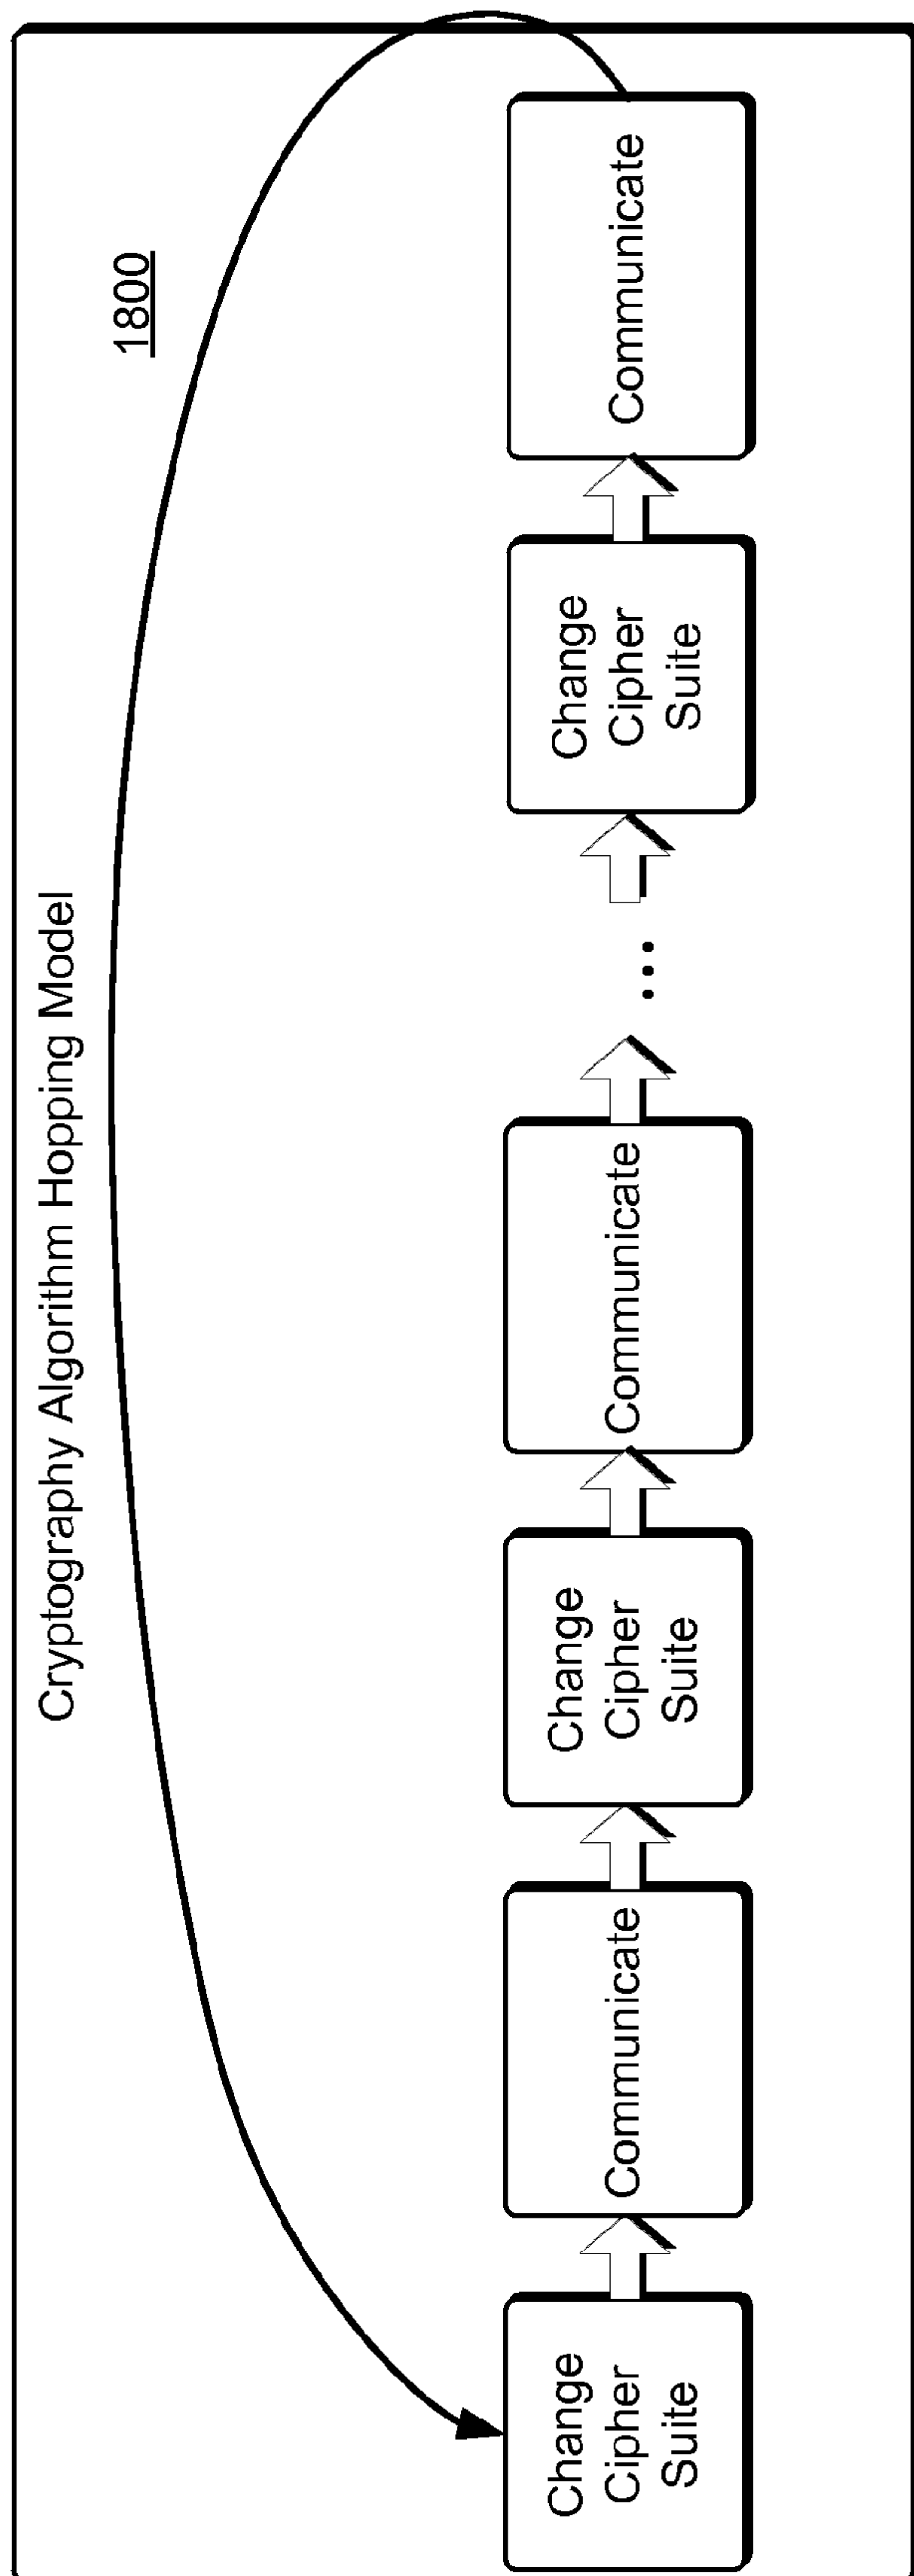 Cryptography Algorithm Hopping Model
1800
Change
Cipher
Suite
Communicate
Change
Cipher
Suite
Communicate
...
Change
Cipher
Suite
Communicate